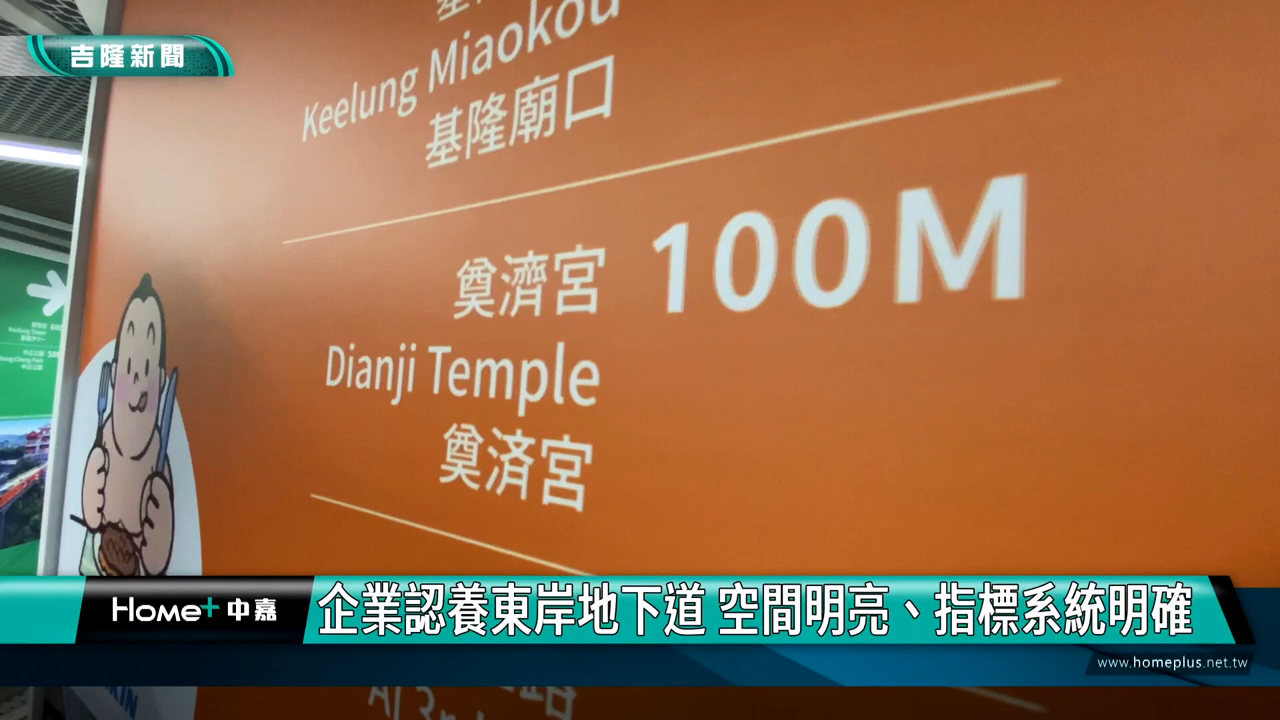 吉隆新聞
Keelung Miaokou
基隆廟口
奠濟宮 100M
Dianji Temple
奠済宮
Home+ 中嘉
企業認養東岸地下道 空間明亮、指標系統明確
www.homeplus.net.tw